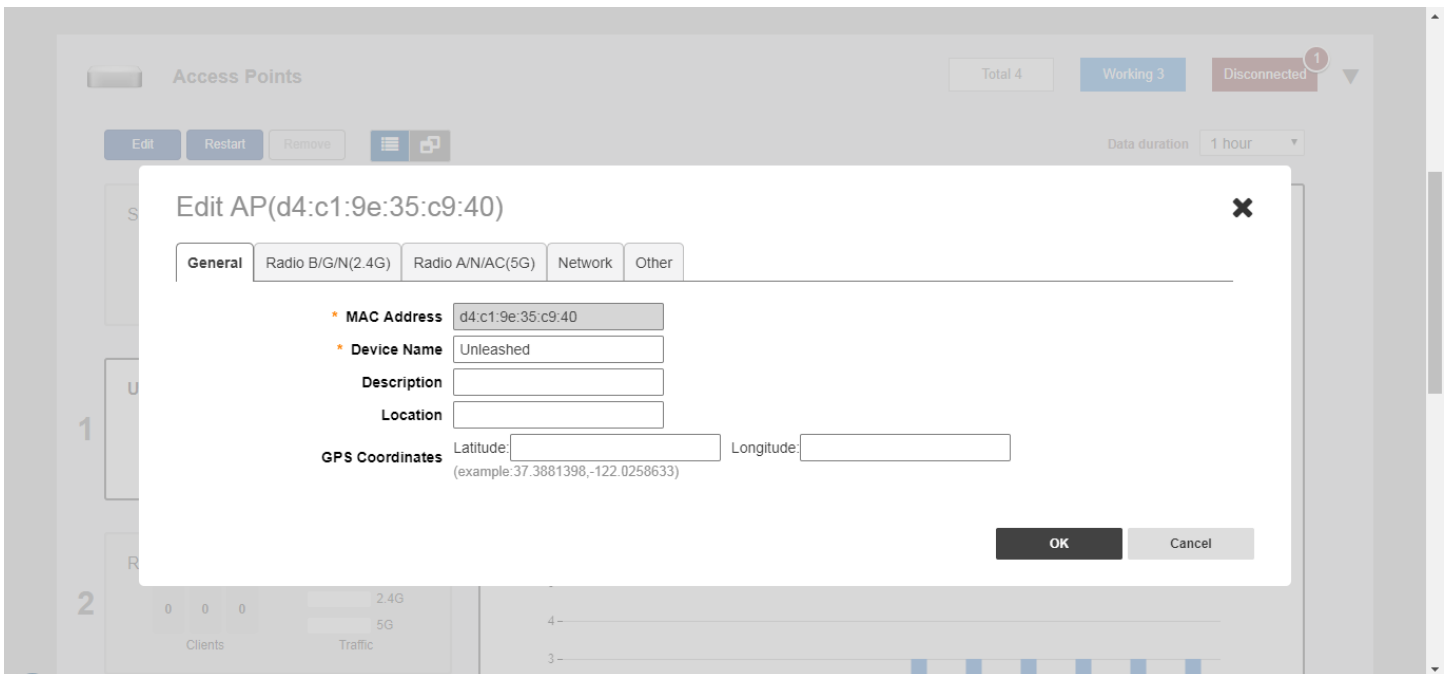 Access Points
Total 4
Working 3
Disconnected
1
Edit
Restart
Remove
Data duration
1 hour
S
Edit AP(d4:c1:9e:35:c9:40)
General
Radio B/G/N(2.4G)
Radio A/N/AC(5G)
Network
Other
* MAC Address d4:c1:9e:35:c9:40
* Device Name Unleashed
Description
Location
GPS Coordinates Latitude: Longitude:
(example:37.3881398,-122.0258633)
OK
Cancel
U
1
R
2
0 0 0
Clients
2.4G
5G
Traffic
4
3